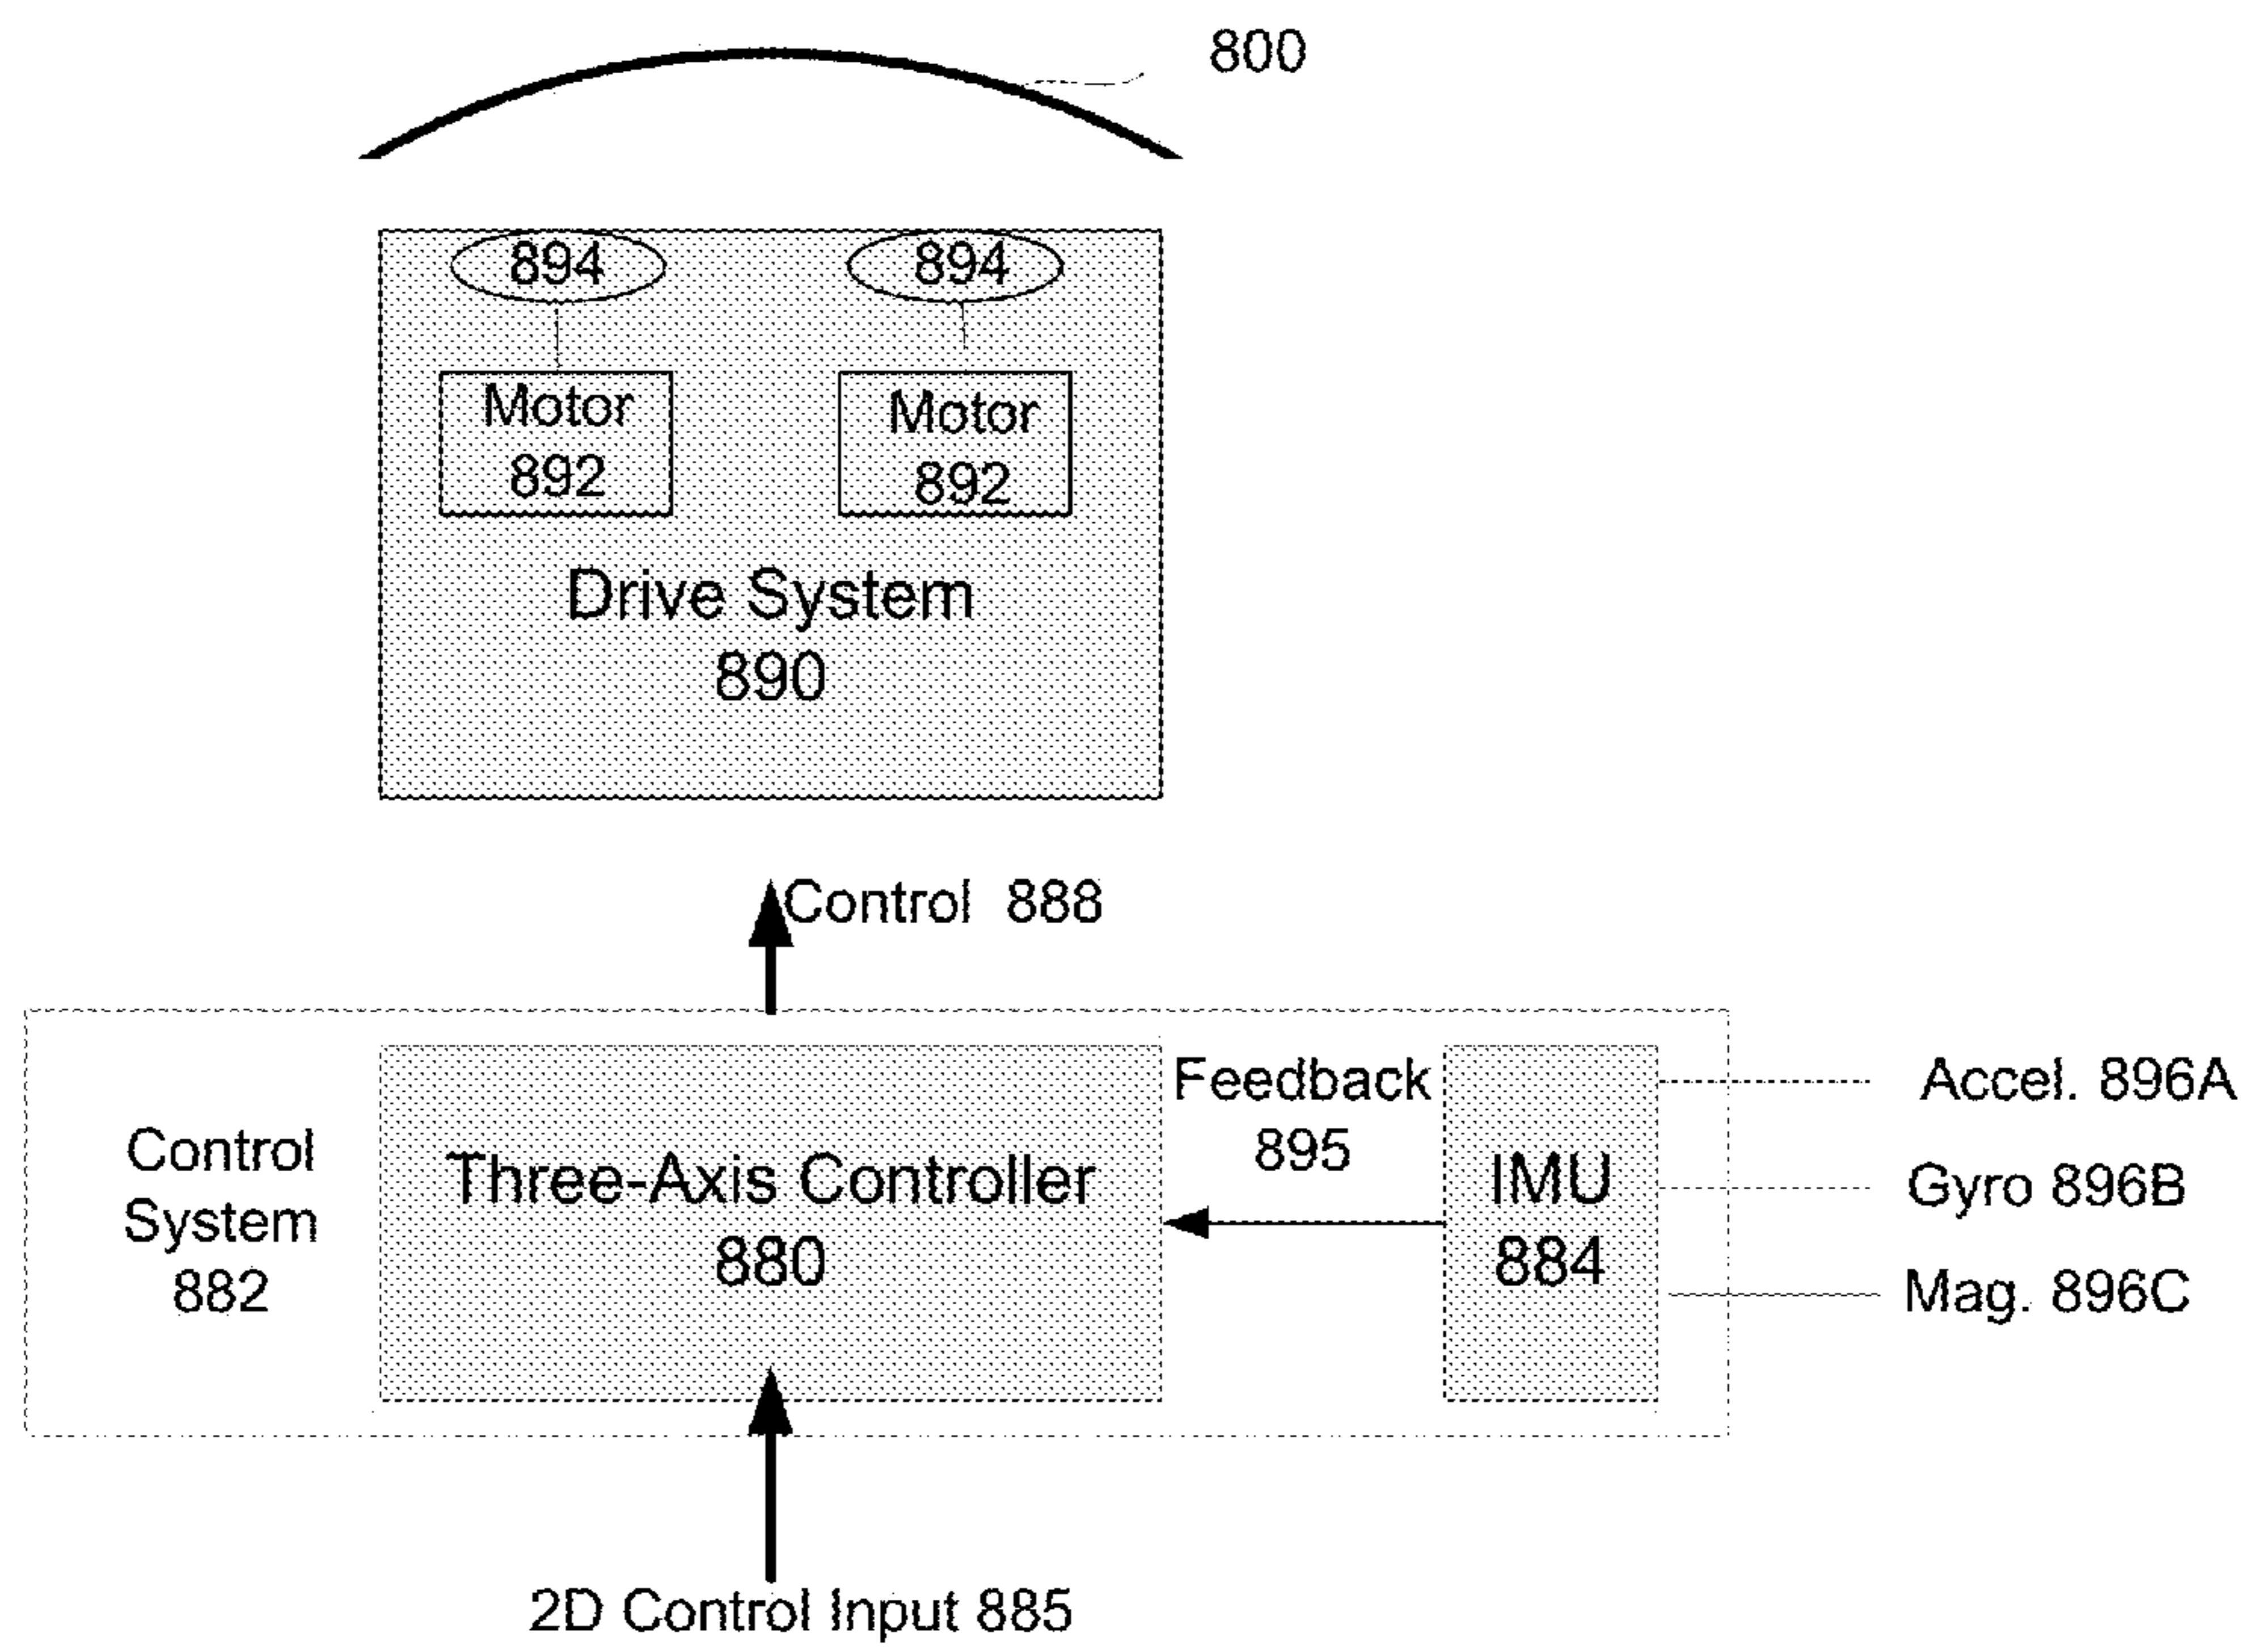 800
894
894
Motor
892
Motor
892
Drive System
890
Control 888
Control
System
882
Three-Axis Controller
880
Feedback
895
IMU
884
Accel. 896A
Gyro 896B
Mag. 896C
2D Control Input 885